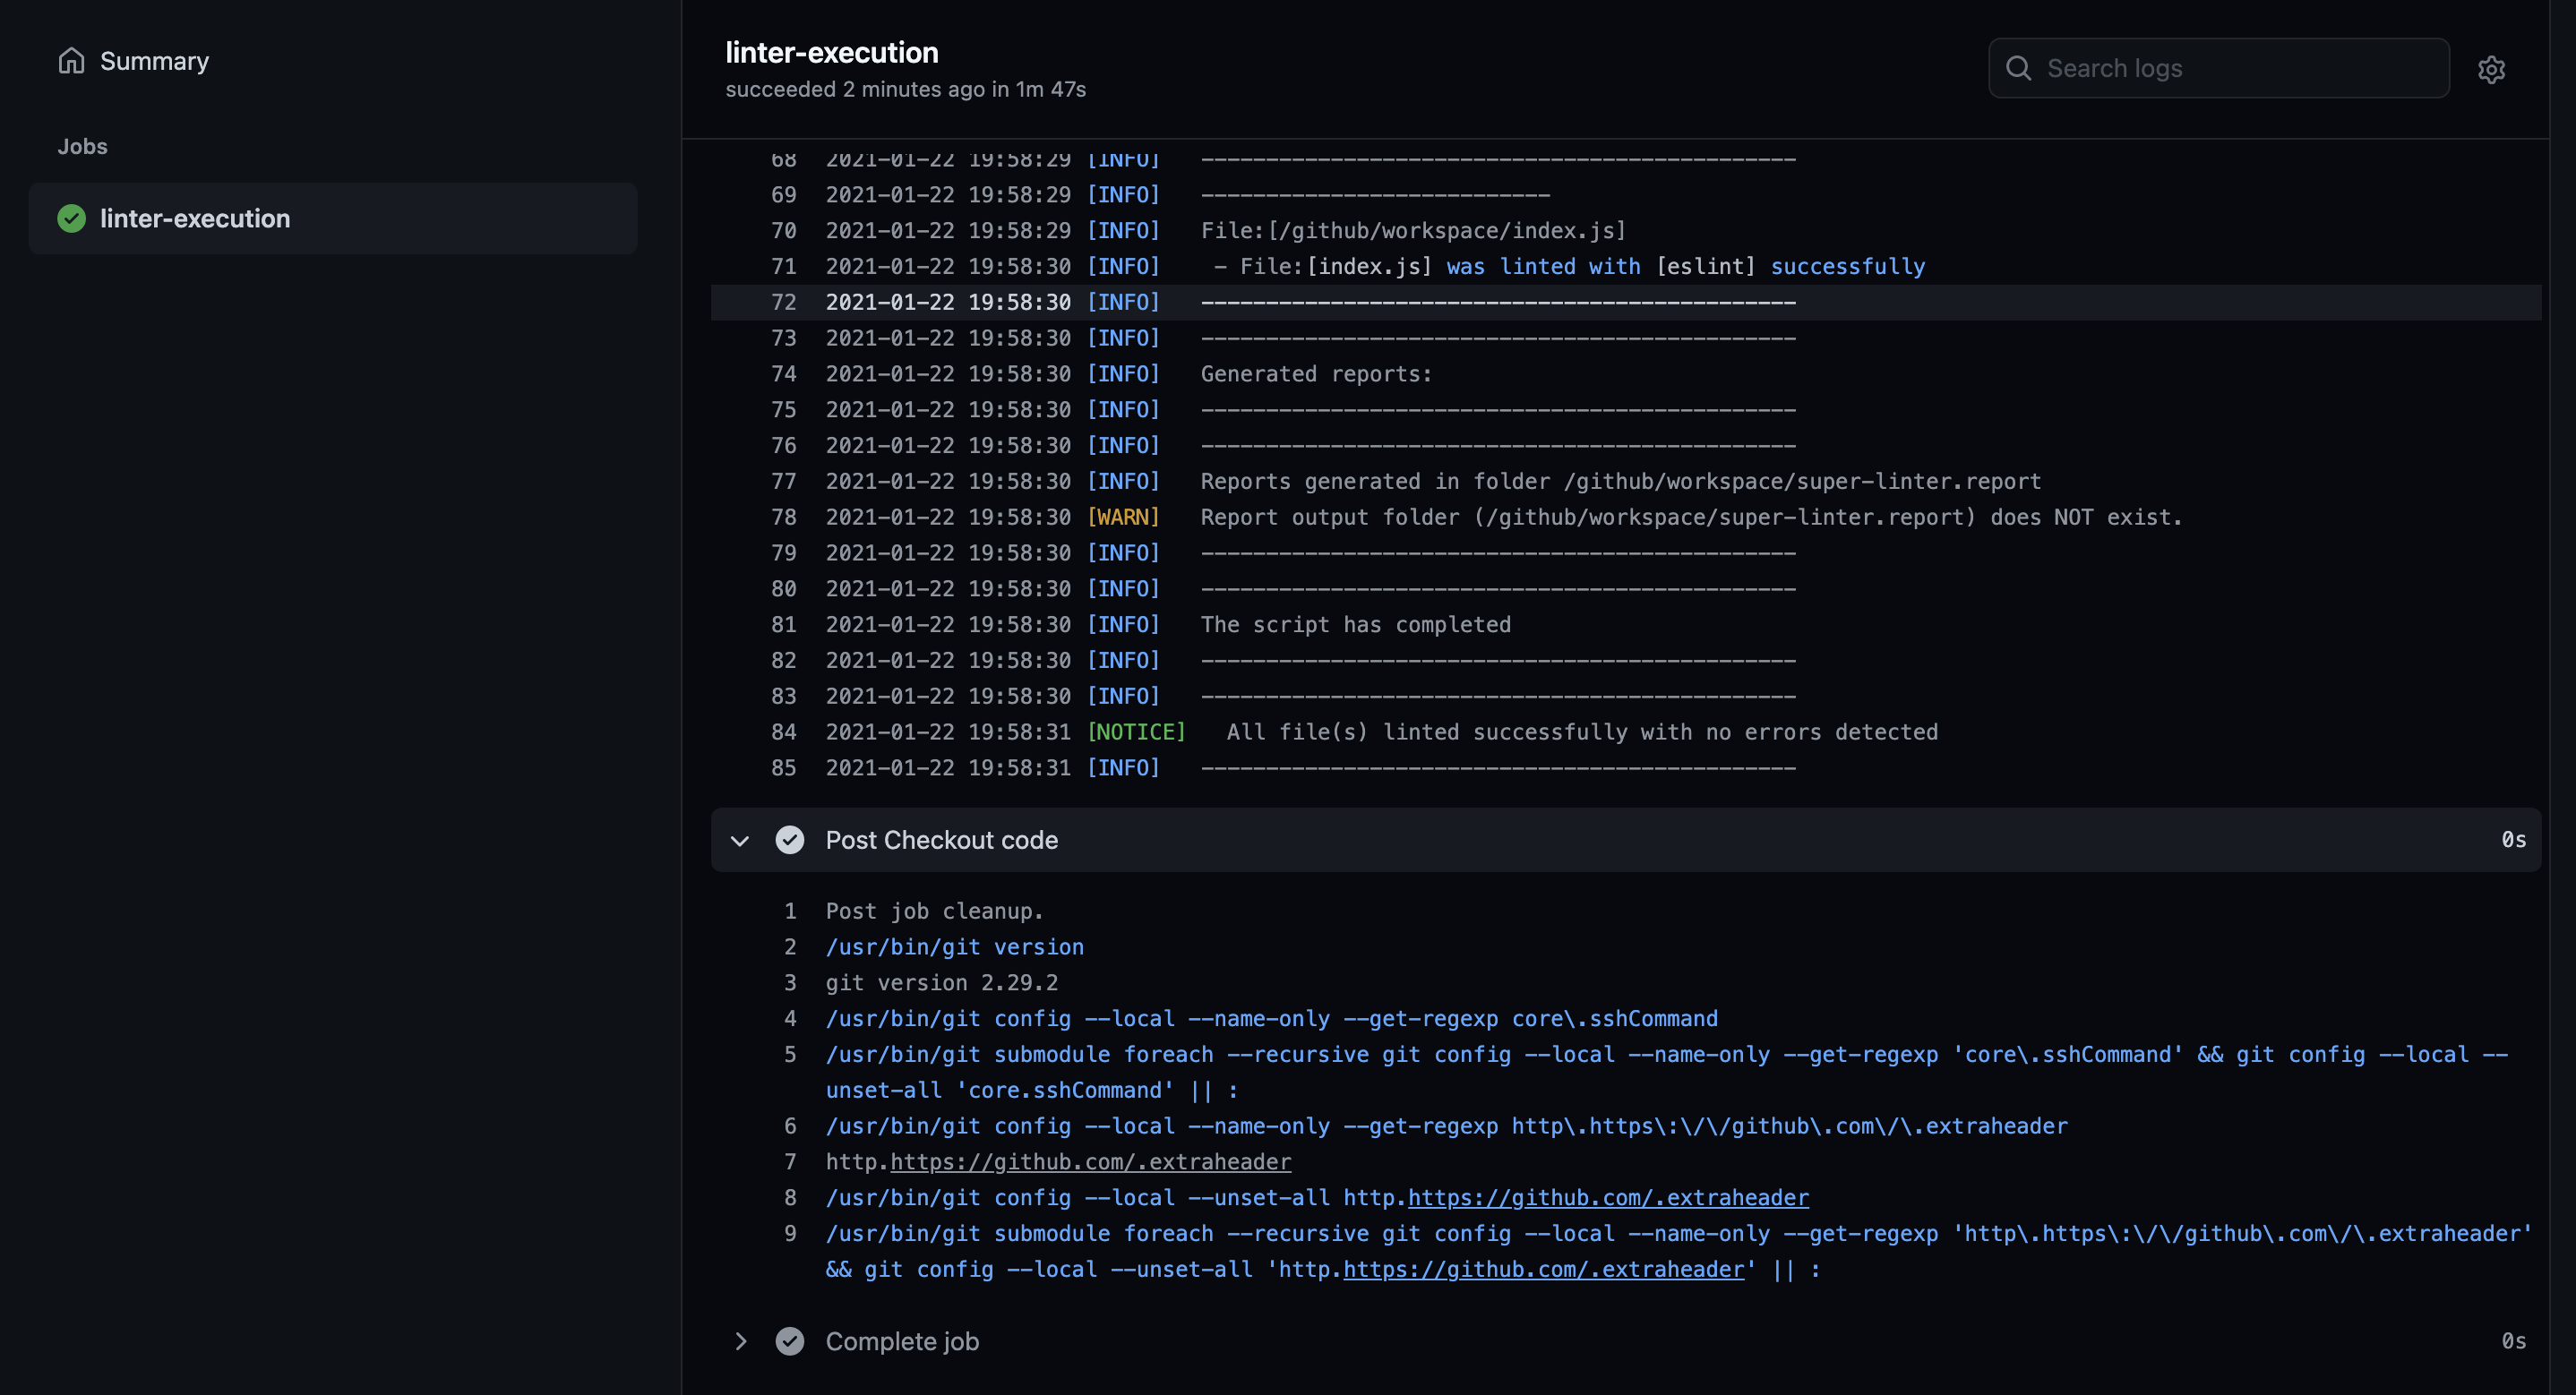 Summary
Jobs
linter-execution
linter-execution
succeeded 2 minutes ago in 1m 47s
Search logs
68 2021-01-22 19:58:29 [INFO] ----------------------------------------------
69 2021-01-22 19:58:29 [INFO] ---------------------------
70 2021-01-22 19:58:29 [INFO] File:[/github/workspace/index.js]
71 2021-01-22 19:58:30 [INFO] - File:[index.js] was linted with [eslint] successfully
72 2021-01-22 19:58:30 [INFO] ----------------------------------------------
73 2021-01-22 19:58:30 [INFO] ----------------------------------------------
74 2021-01-22 19:58:30 [INFO] Generated reports:
75 2021-01-22 19:58:30 [INFO] ----------------------------------------------
76 2021-01-22 19:58:30 [INFO] ----------------------------------------------
77 2021-01-22 19:58:30 [INFO] Reports generated in folder /github/workspace/super-linter.report
78 2021-01-22 19:58:30 [WARN] Report output folder (/github/workspace/super-linter.report) does NOT exist.
79 2021-01-22 19:58:30 [INFO] ----------------------------------------------
80 2021-01-22 19:58:30 [INFO] ----------------------------------------------
81 2021-01-22 19:58:30 [INFO] The script has completed
82 2021-01-22 19:58:30 [INFO] ----------------------------------------------
83 2021-01-22 19:58:30 [INFO] ----------------------------------------------
84 2021-01-22 19:58:31 [NOTICE] All file(s) linted successfully with no errors detected
85 2021-01-22 19:58:31 [INFO] ----------------------------------------------
Post Checkout code 0s
1 Post job cleanup.
2 /usr/bin/git version
3 git version 2.29.2
4 /usr/bin/git config --local --name-only --get-regexp core\.sshCommand
5 /usr/bin/git submodule foreach --recursive git config --local --name-only --get-regexp 'core\.sshCommand' && git config --local --
unset-all 'core.sshCommand' || :
6 /usr/bin/git config --local --name-only --get-regexp http\.https\:\/\/github\.com\/\.extraheader
7 http.https://github.com/.extraheader
8 /usr/bin/git config --local --unset-all http.https://github.com/.extraheader
9 /usr/bin/git submodule foreach --recursive git config --local --name-only --get-regexp 'http\.https\:\/\/github\.com\/\.extraheader'
&& git config --local --unset-all 'http.https://github.com/.extraheader' || :
Complete job 0s